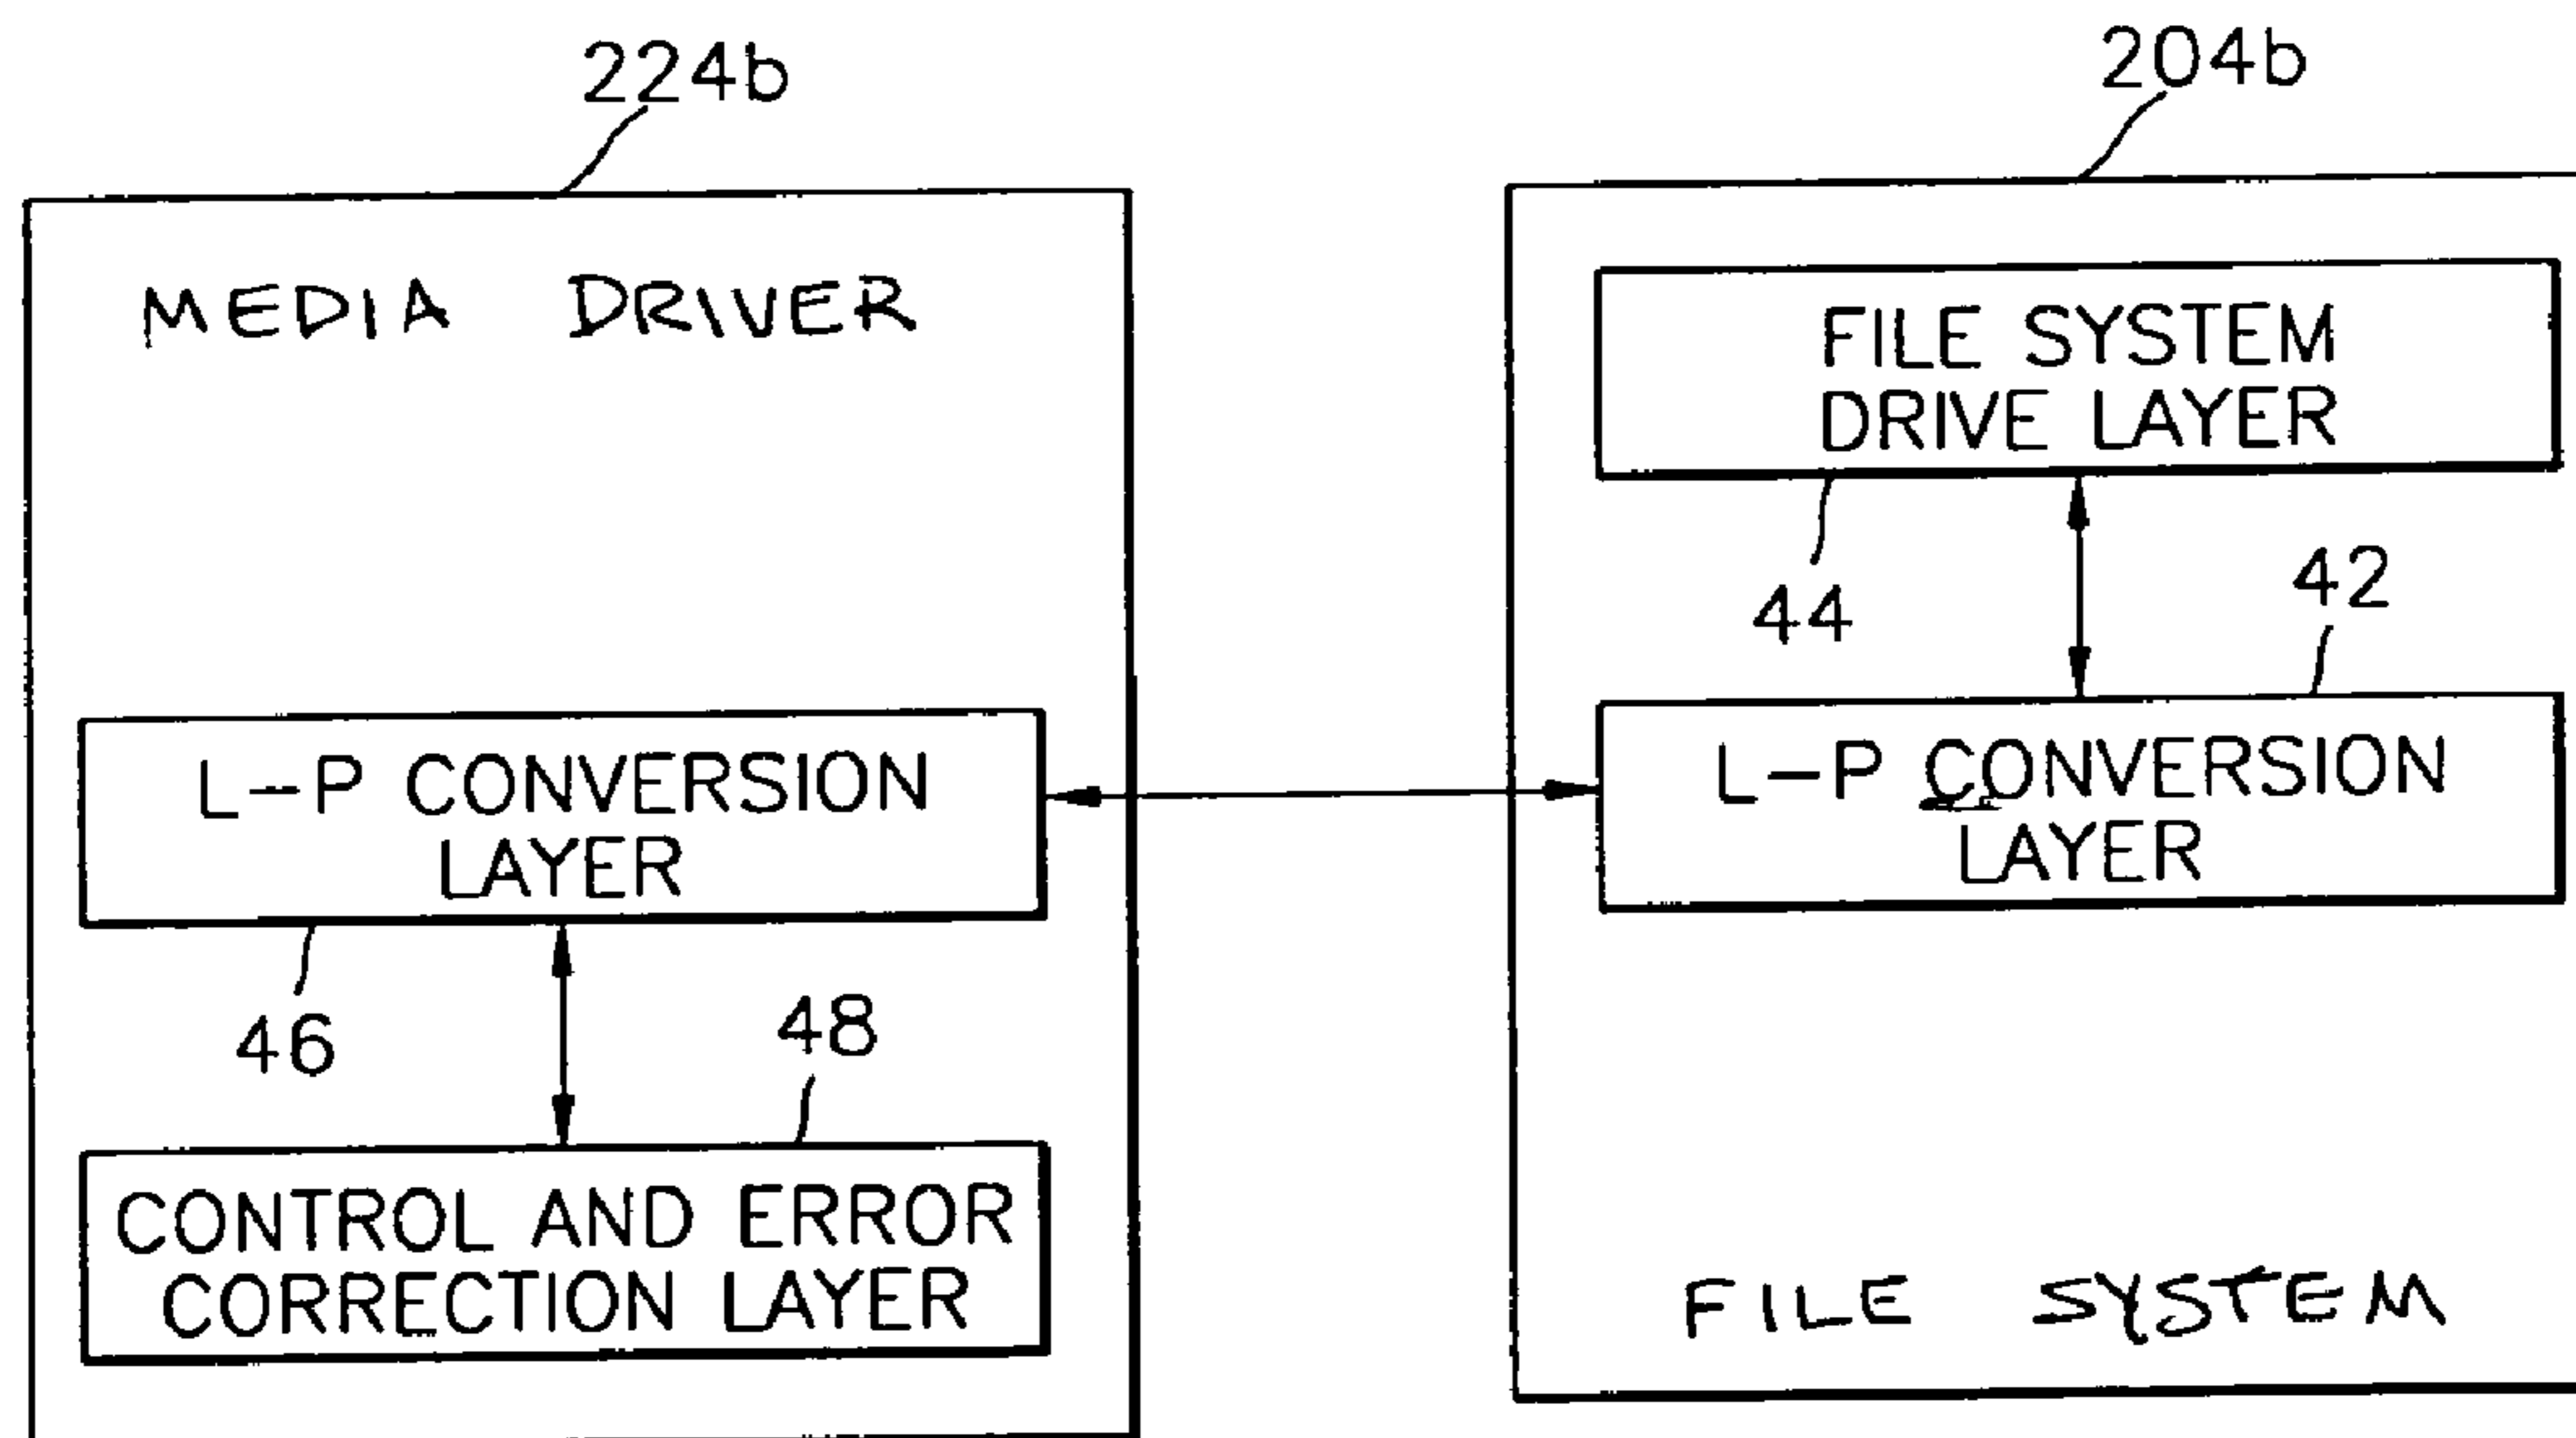 224b
MEDIA DRIVER
L-P CONVERSION
LAYER
46
48
CONTROL AND ERROR
CORRECTION LAYER
204b
FILE SYSTEM
DRIVE LAYER
44
42
L-P CONVERSION
LAYER
FILE SYSTEM